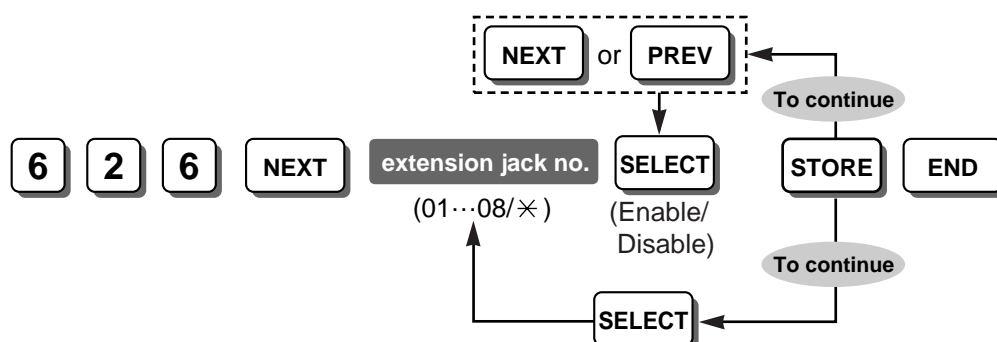 NEXT or PREV
To continue
6 2 6 NEXT extension jack no. SELECT STORE END
(01···08/✳)
(Enable/
Disable)
To continue
SELECT